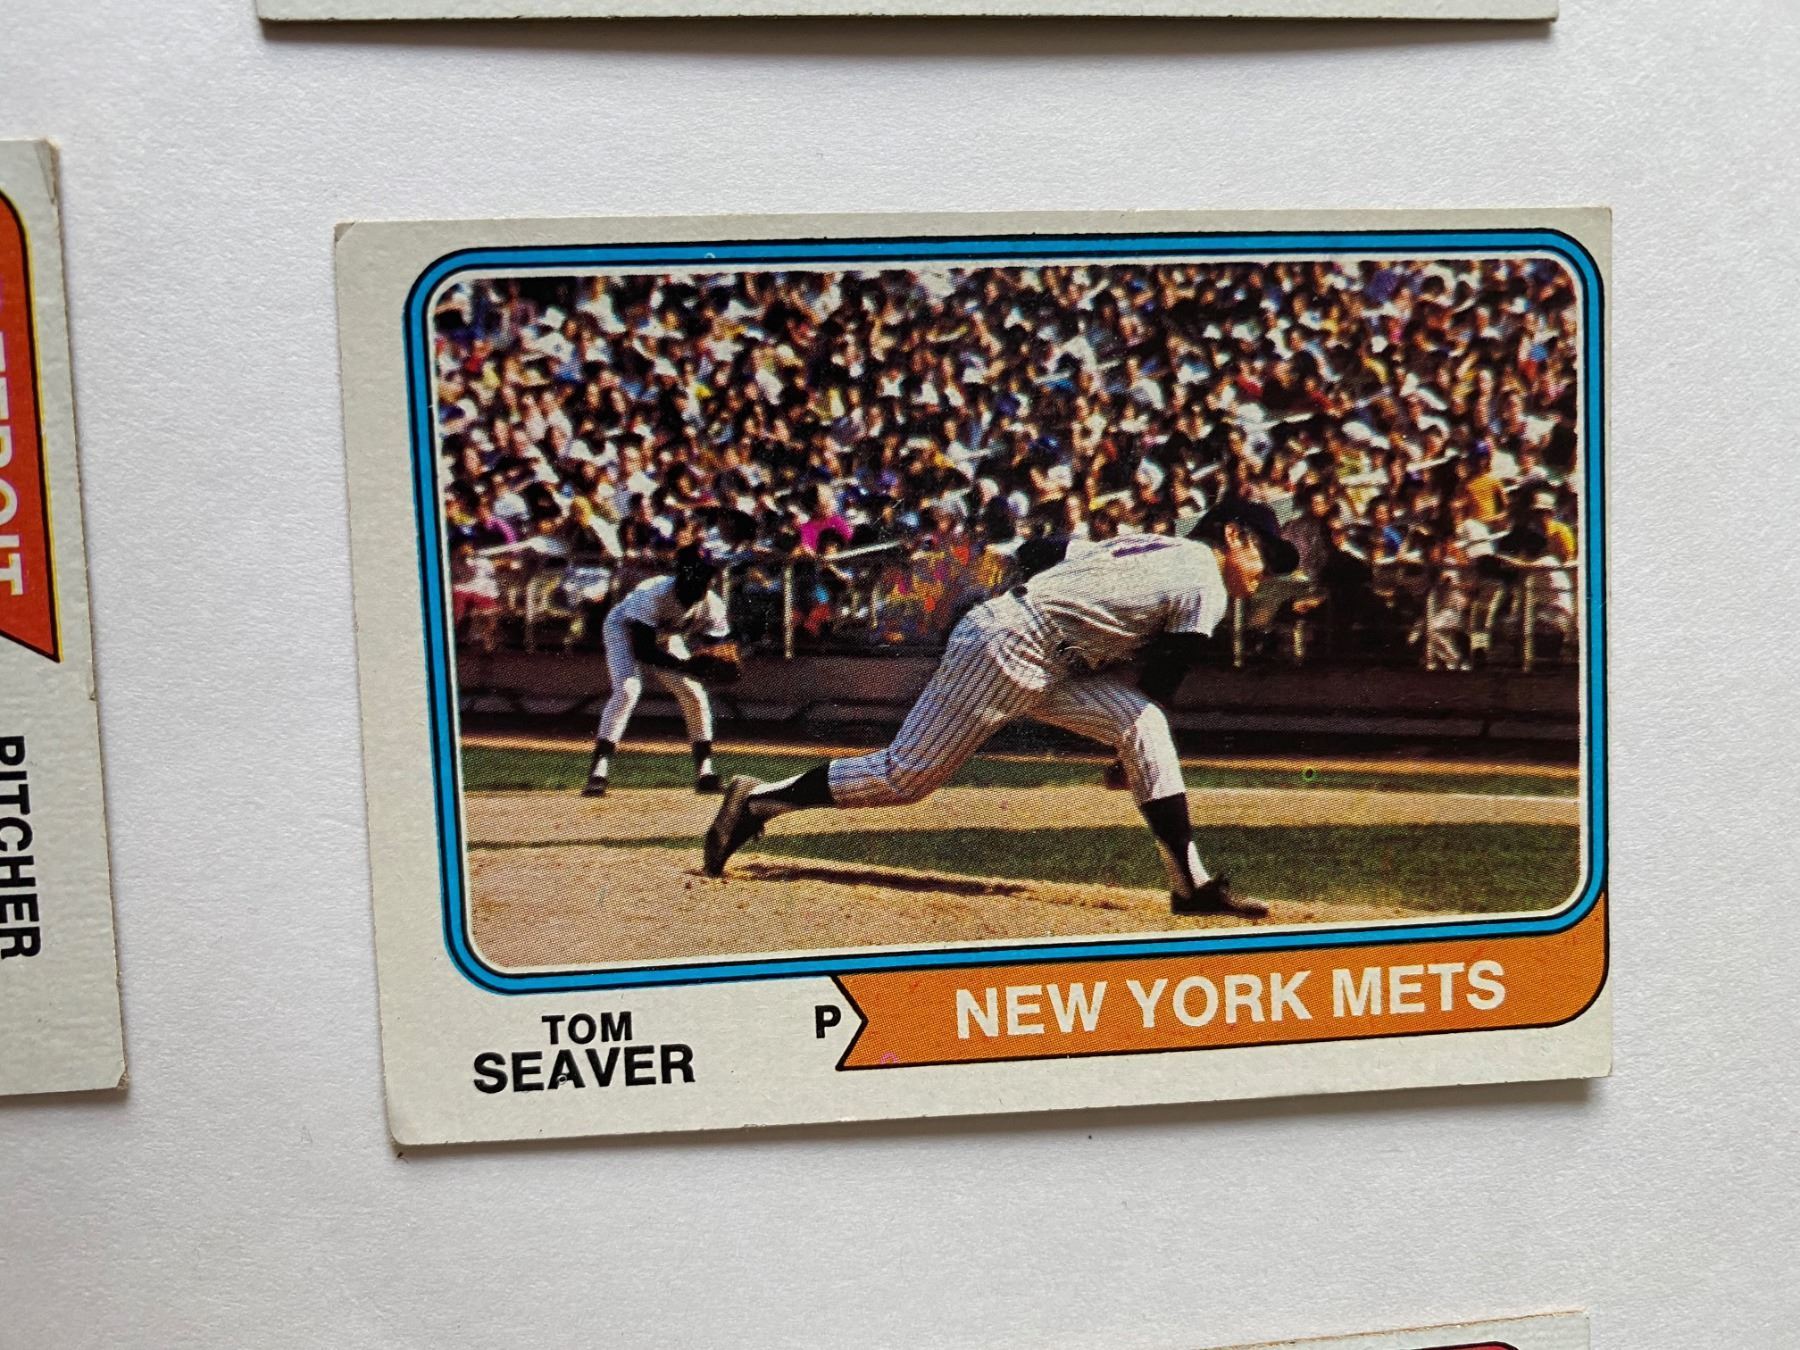 TOM
SEAVER
P
NEW YORK METS
PITCHER